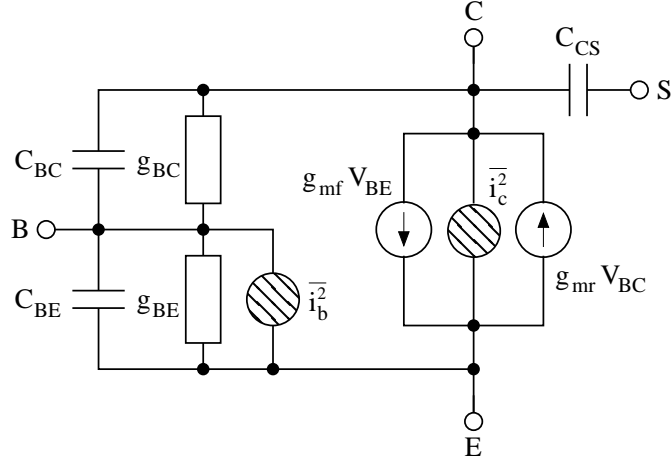 C
C_CS
S
C_BC
g_BC
g_mf V_BE
i_c^2
B
g_mr V_BC
C_BE
g_BE
i_b^2
E